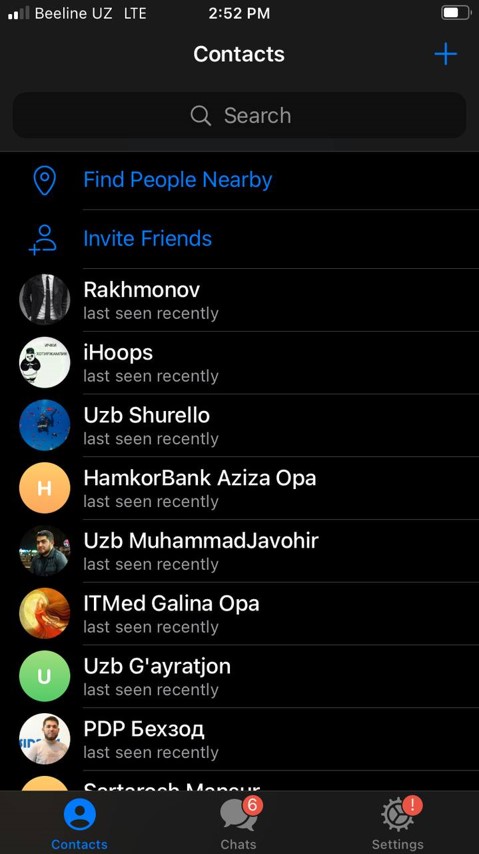 Beeline UZ LTE 2:52 PM
Contacts
Search
Find People Nearby
Invite Friends
Rakhmonov
last seen recently
iHoops
last seen recently
Uzb Shurello
last seen recently
H
HamkorBank Aziza Opa
last seen recently
Uzb MuhammadJavohir
last seen recently
ITMed Galina Opa
last seen recently
U
Uzb G'ayratjon
last seen recently
PDP Бехзод
last seen recently
6
!
Contacts Chats Settings